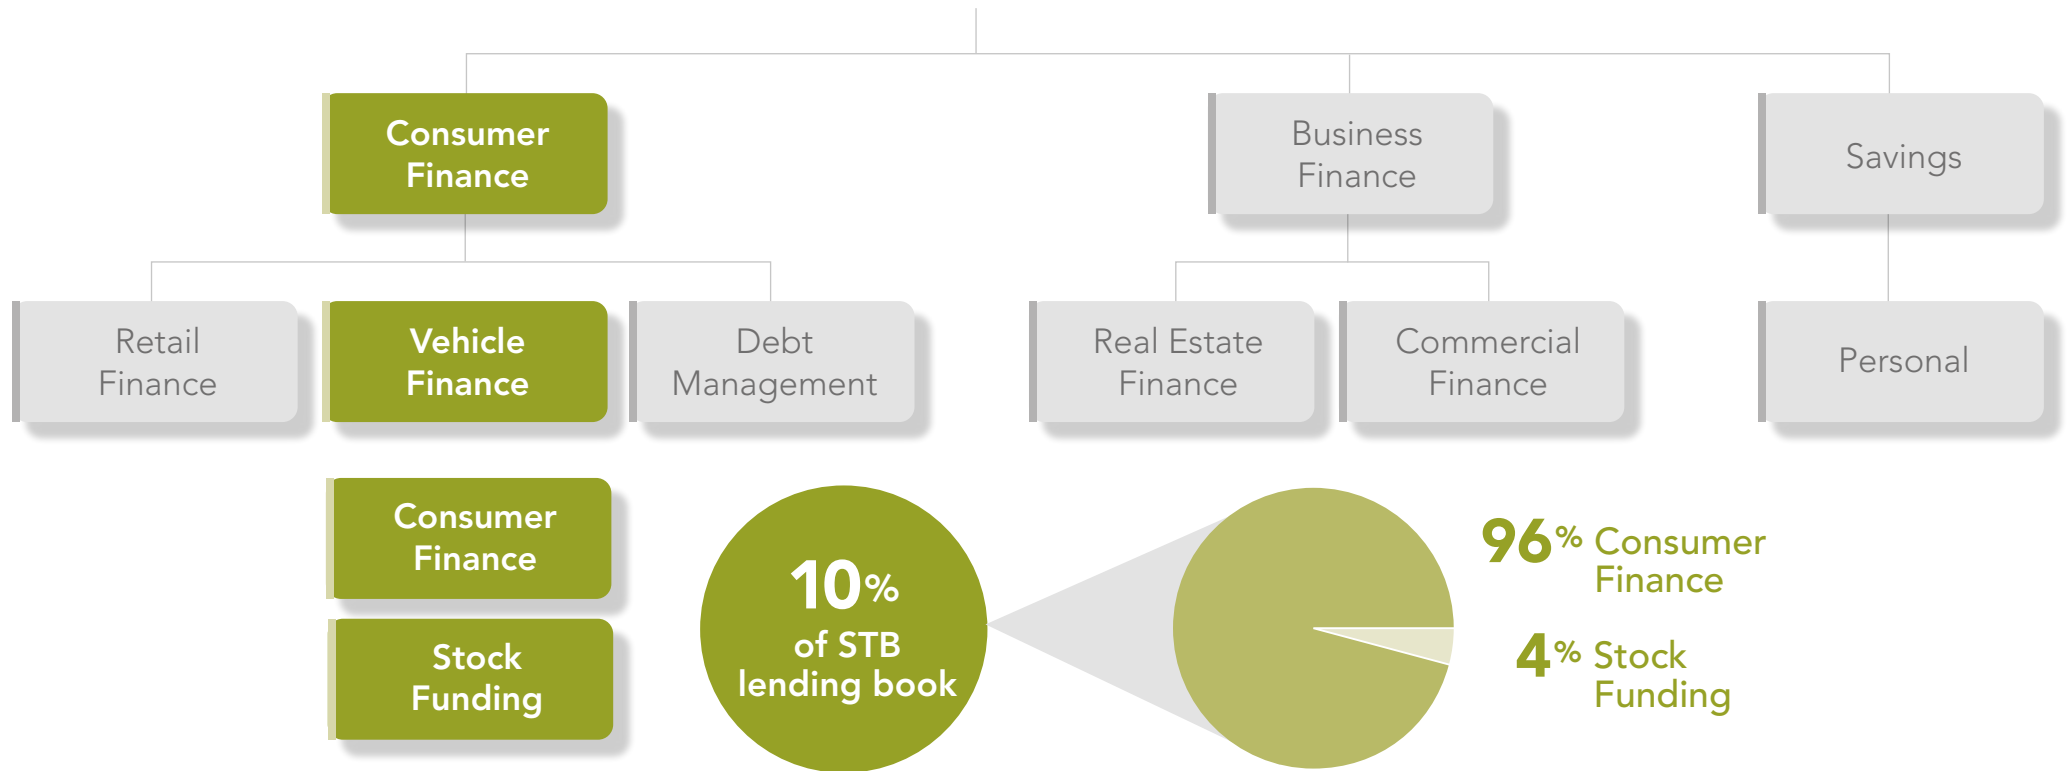 Consumer
Finance
Business
Finance
Savings
Retail
Finance
Vehicle
Finance
Debt
Management
Real Estate
Finance
Commercial
Finance
Personal
Consumer
Finance
Stock
Funding
10%
of STB
lending book
96% Consumer
Finance
4% Stock
Funding